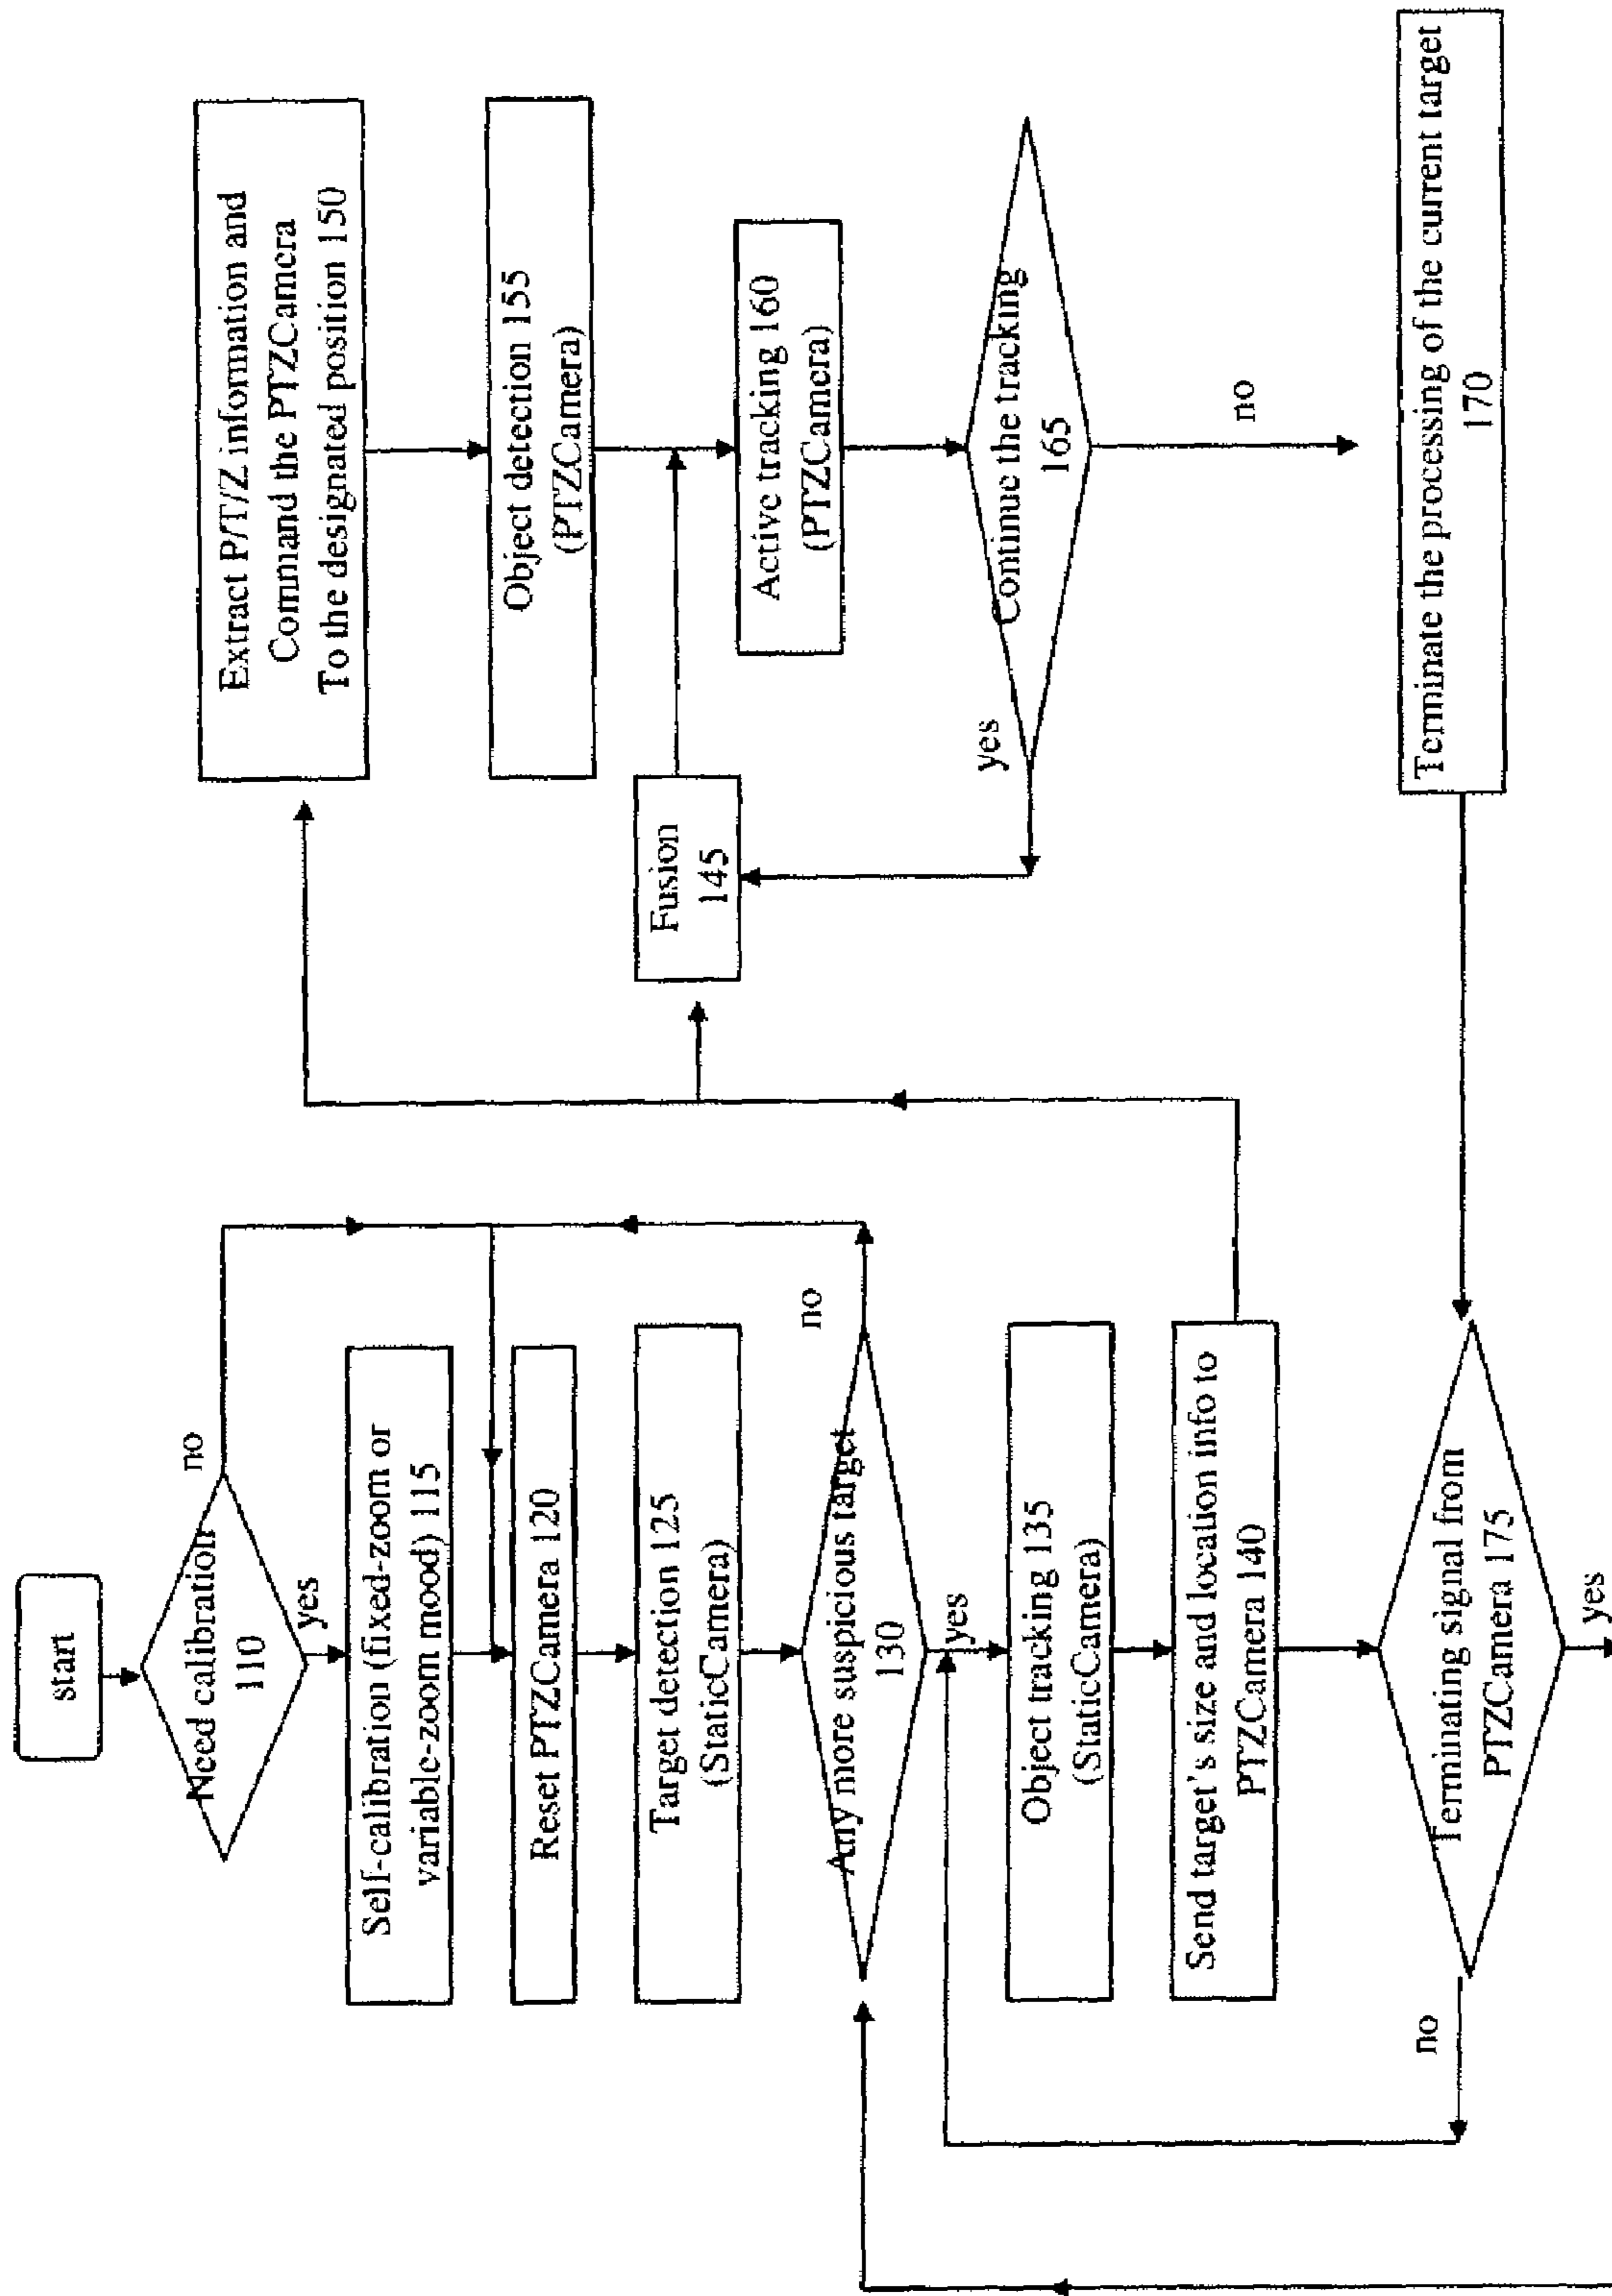 start
Need calibration
110
no
yes
Self-calibration (fixed-zoom or
variable-zoom mood) 115
Reset PTZCamera 120
Target detection 125
(StaticCamera)
Any more suspicious target
130
no
yes
Object tracking 135
(StaticCamera)
Send target's size and location info to
PTZCamera 140
Terminating signal from
PTZCamera 175
no
yes
Extract P/T/Z information and
Command the PTZCamera
To the designated position 150
Object detection 155
(PTZCamera)
Fusion
145
Active tracking 160
(PTZCamera)
Continue the tracking
165
yes
no
Terminate the processing of the current target
170